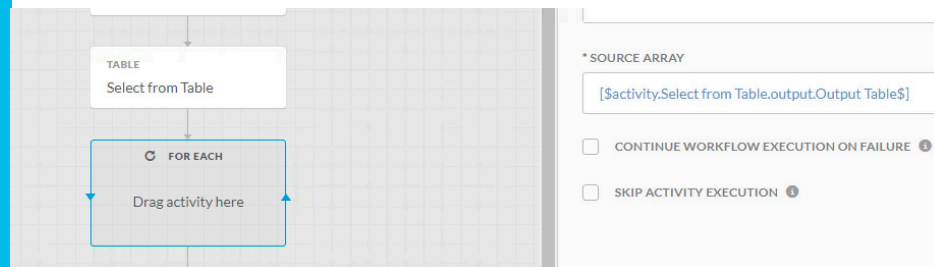 TABLE
Select from Table
FOR EACH
Drag activity here
* SOURCE ARRAY
[$activity.Select from Table.output.Output Table$]
CONTINUE WORKFLOW EXECUTION ON FAILURE
SKIP ACTIVITY EXECUTION